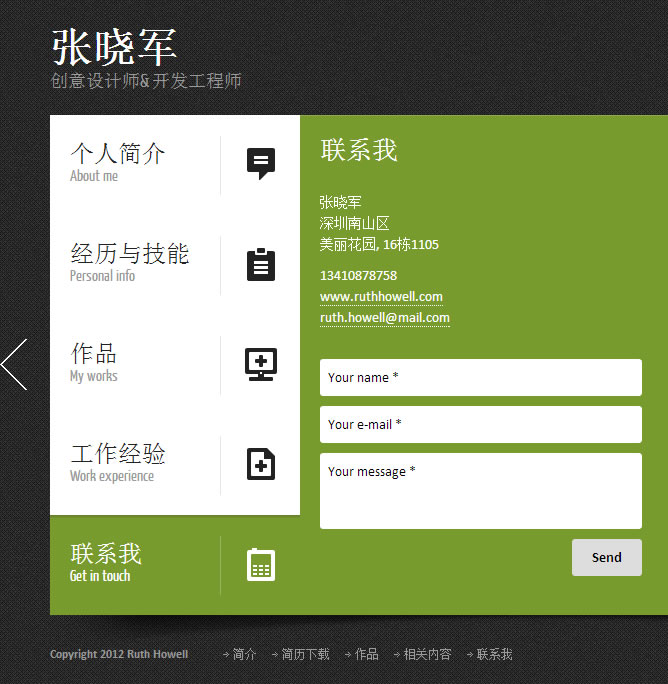 张晓军
创意设计师&开发工程师
个人简介
About me
经历与技能
Personal info
作品
My works
工作经验
Work experience
联系我
Get in touch
联系我
张晓军
深圳南山区
美丽花园, 16栋1105
13410878758
www.ruthhowell.com
ruth.howell@mail.com
Your name *
Your e-mail *
Your message *
Send
Copyright 2012 Ruth Howell
简介 简历下载 作品 相关内容 联系我